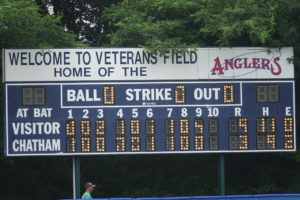 WELCOME TO VETERANS FIELD
HOME OF THE
ANGLERS
BALL STRIKE OUT
AT BAT 1 2 3 4 5 6 7 8 9 10 R H E
VISITOR
CHATHAM